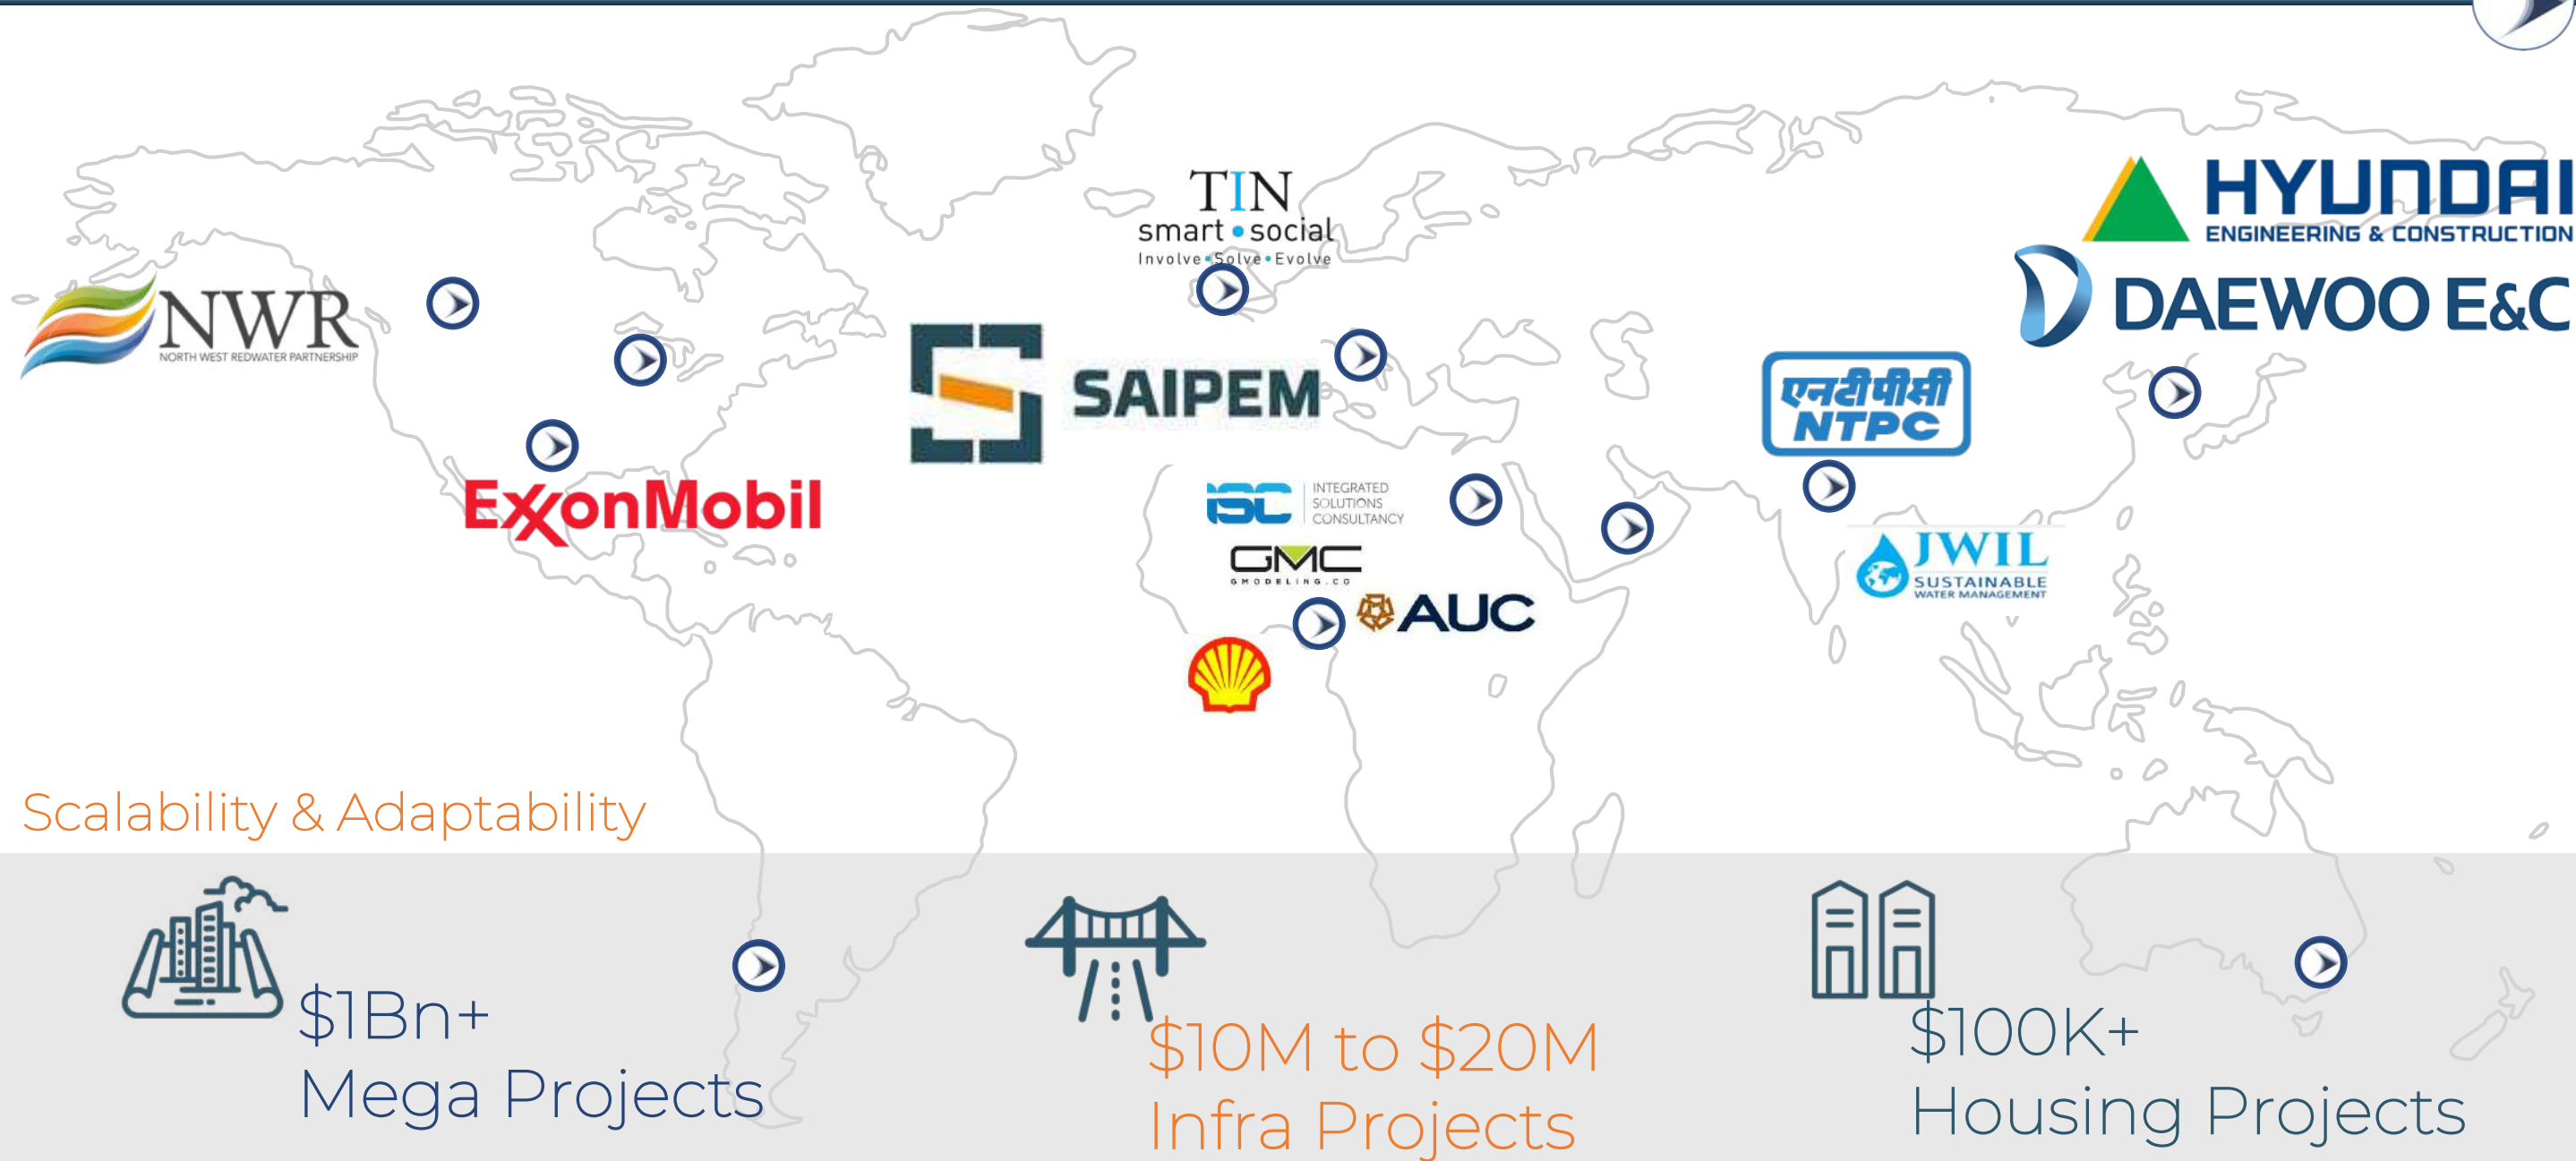 TIN
smart • social
Involve • Solve • Evolve
HYUNDAI
ENGINEERING & CONSTRUCTION
DAEWOO E&C
NWR
NORTH WEST REDWATER PARTNERSHIP
SAIPEM
एनटीपीसी
NTPC
ExxonMobil
ISC
INTEGRATED
SOLUTIONS
CONSULTANCY
GMC
GMODELING.CO
AUC
JWIL
SUSTAINABLE
WATER MANAGEMENT
Scalability & Adaptability
$1Bn+
Mega Projects
$10M to $20M
Infra Projects
$100K+
Housing Projects